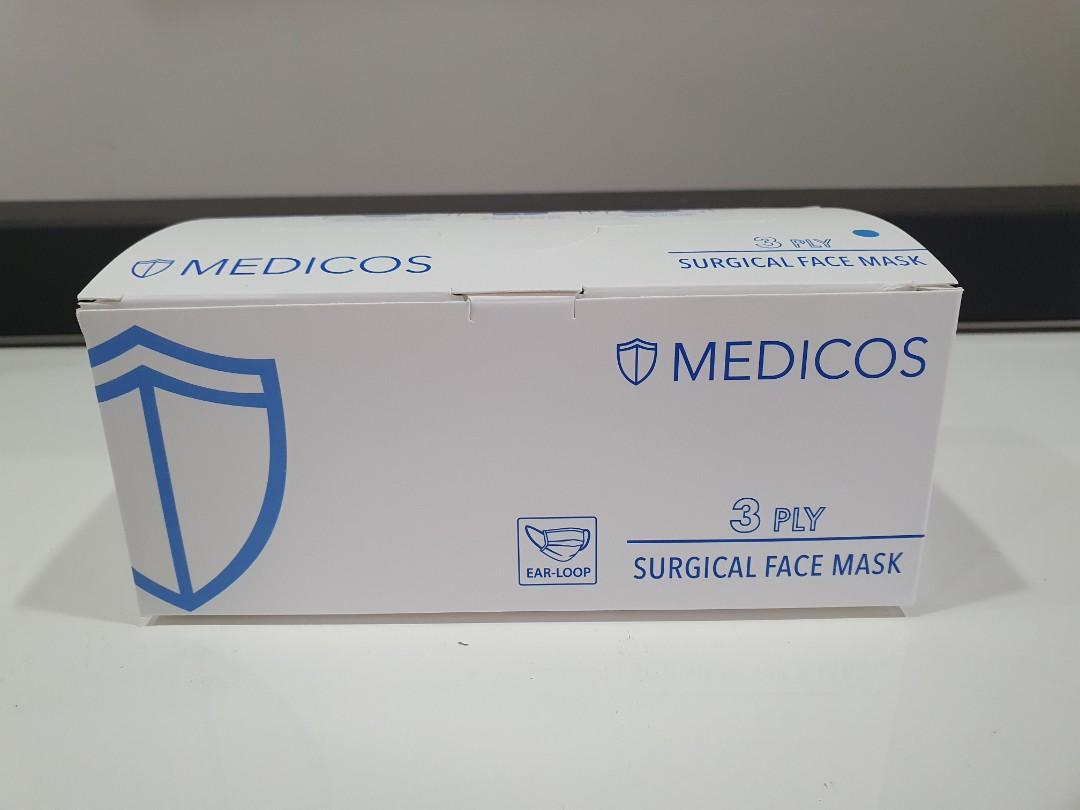 MEDICOS
3 PLY
SURGICAL FACE MASK
MEDICOS
3 PLY
SURGICAL FACE MASK
EAR-LOOP